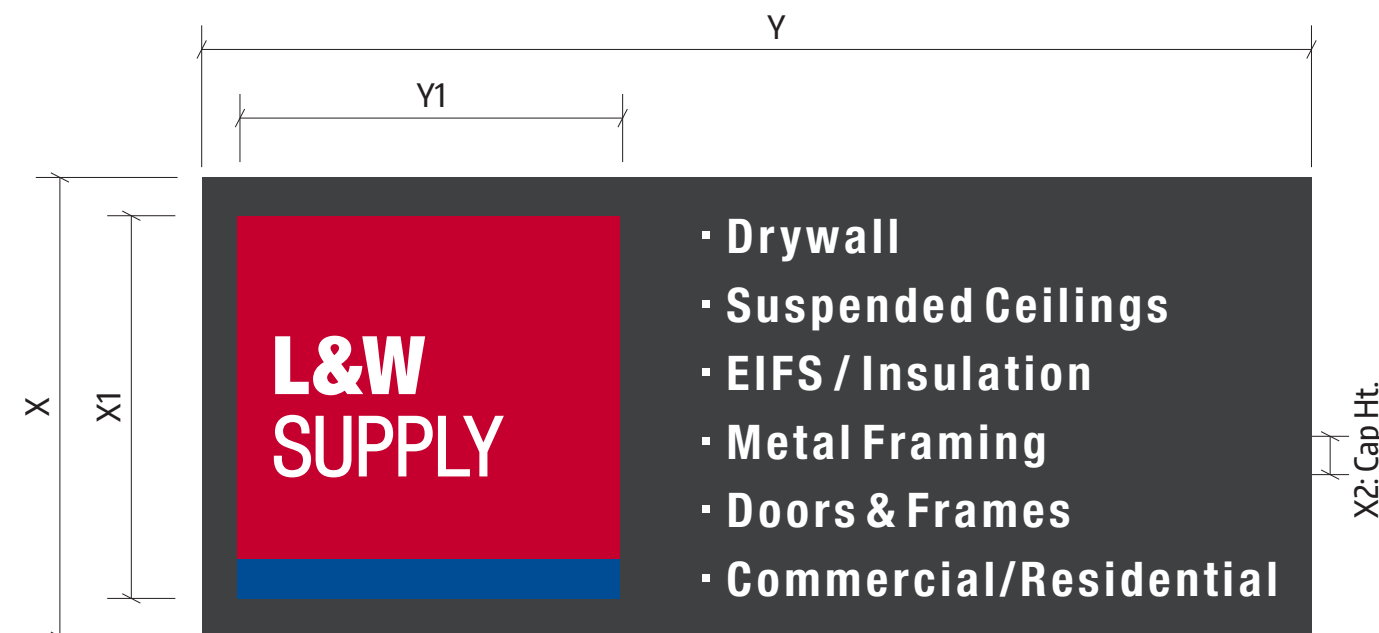 Y
Y1
X
X1
L&W
SUPPLY
· Drywall
· Suspended Ceilings
· EIFS / Insulation
· Metal Framing
· Doors & Frames
· Commercial/Residential
X2: Cap Ht.